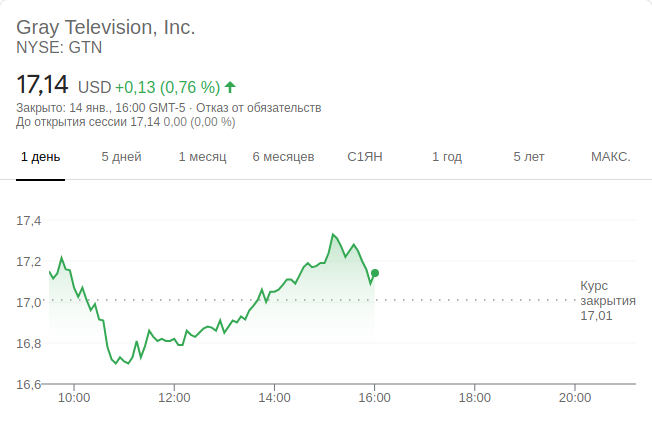 Gray Television, Inc.
NYSE: GTN
17,14 USD +0,13 (0,76 %)
Закрыто: 14 янв., 16:00 GMT-5 · Отказ от обязательств
До открытия сессии 17,14 0,00 (0,00 %)
1 день 5 дней 1 месяц 6 месяцев С1ЯН 1 год 5 лет МАКС.
17,4
17,2
17,0
16,8
16,6
Курс
закрытия
17,01
10:00 12:00 14:00 16:00 18:00 20:00